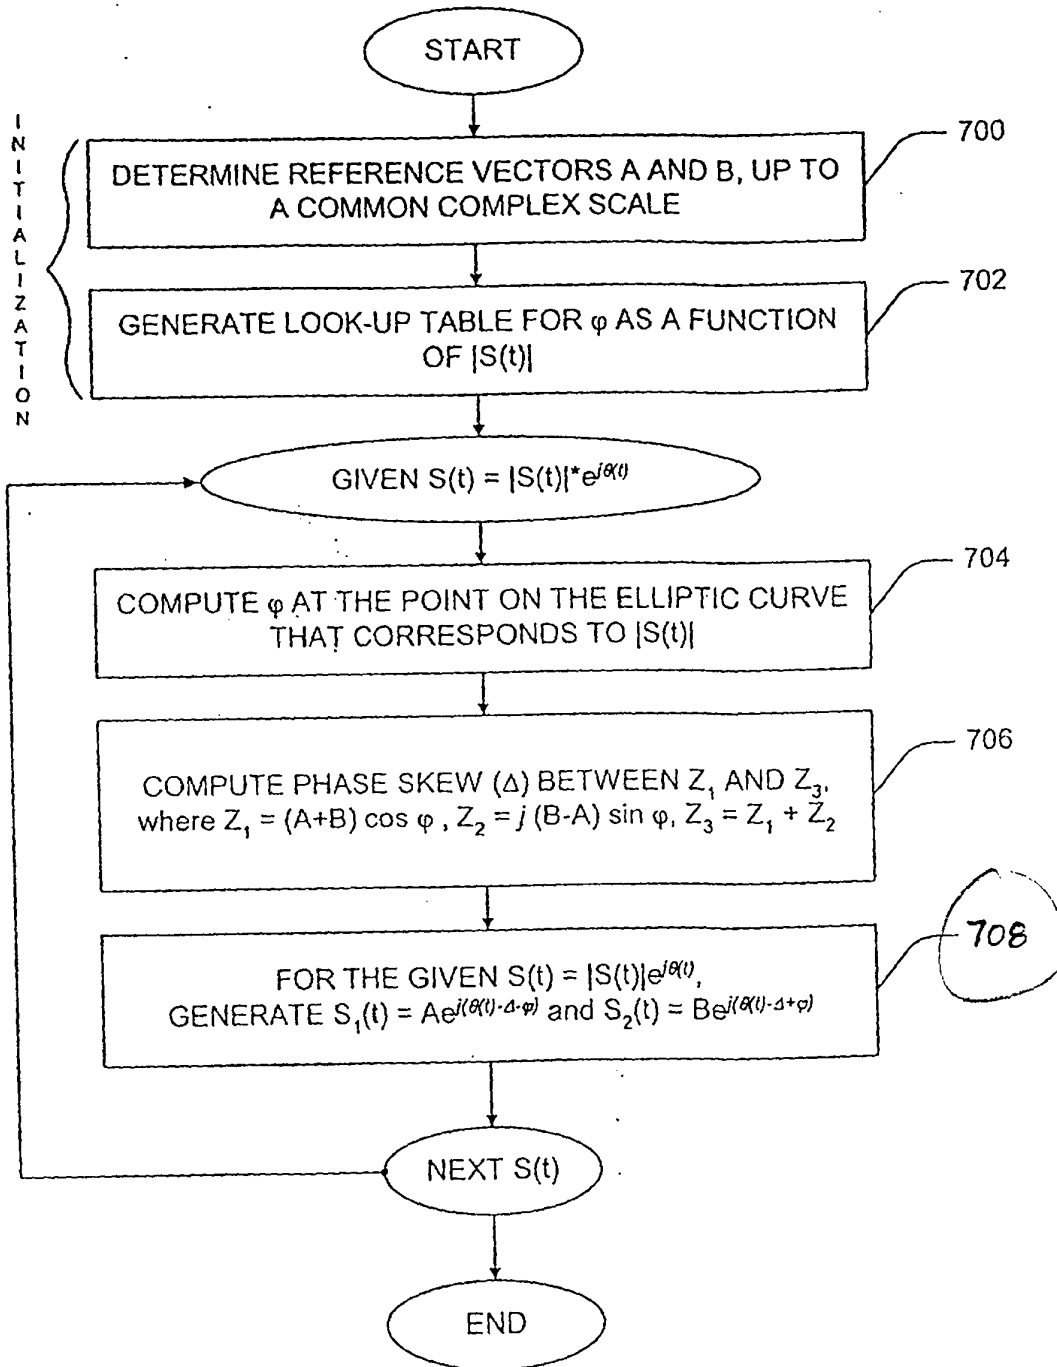 START
INITIALIZATION
700
DETERMINE REFERENCE VECTORS A AND B, UP TO
A COMMON COMPLEX SCALE
702
GENERATE LOOK-UP TABLE FOR φ AS A FUNCTION
OF |S(t)|
GIVEN S(t) = |S(t)|*e^{jθ(t)}
704
COMPUTE φ AT THE POINT ON THE ELLIPTIC CURVE
THAT CORRESPONDS TO |S(t)|
706
COMPUTE PHASE SKEW (Δ) BETWEEN Z₁ AND Z₃,
where Z₁ = (A+B) cos φ , Z₂ = j (B-A) sin φ, Z₃ = Z₁ + Z₂
708
FOR THE GIVEN S(t) = |S(t)|e^{jθ(t)},
GENERATE S₁(t) = Ae^{j(θ(t)-Δ-φ)} and S₂(t) = Be^{j(θ(t)-Δ+φ)}
NEXT S(t)
END